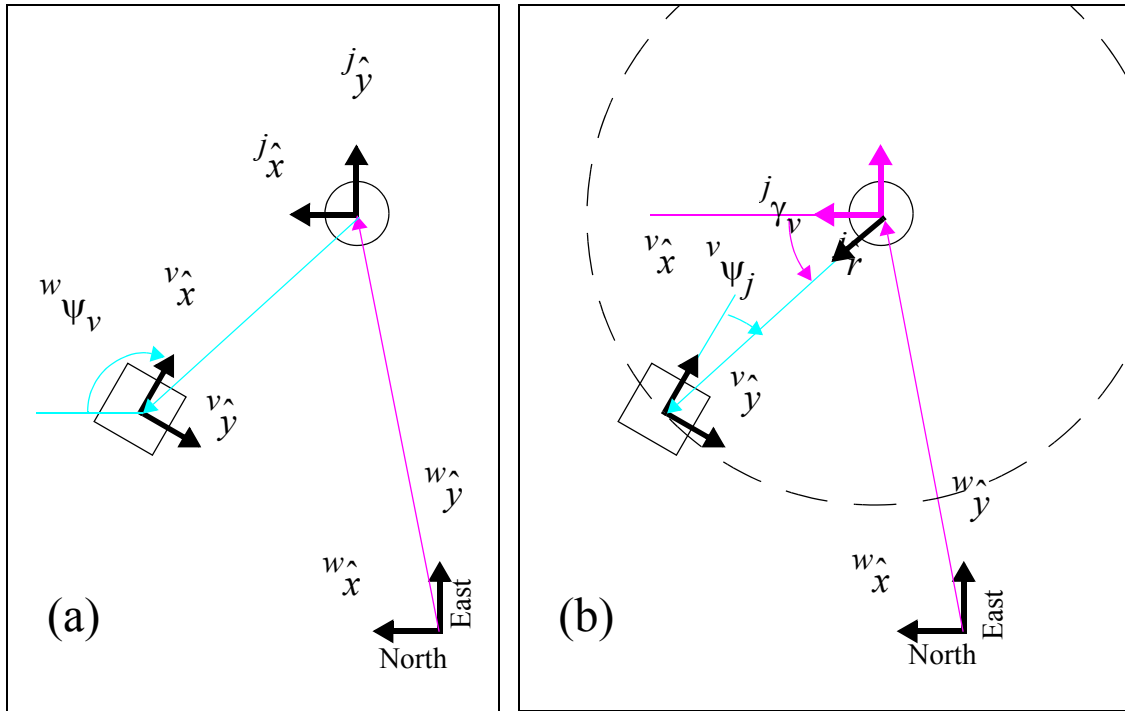 jŷ
jx̂
wψv
vx̂
vŷ
wŷ
wx̂
East
North
(a)
jγv
jr̂
vx̂
vψj
vŷ
wŷ
wx̂
East
North
(b)